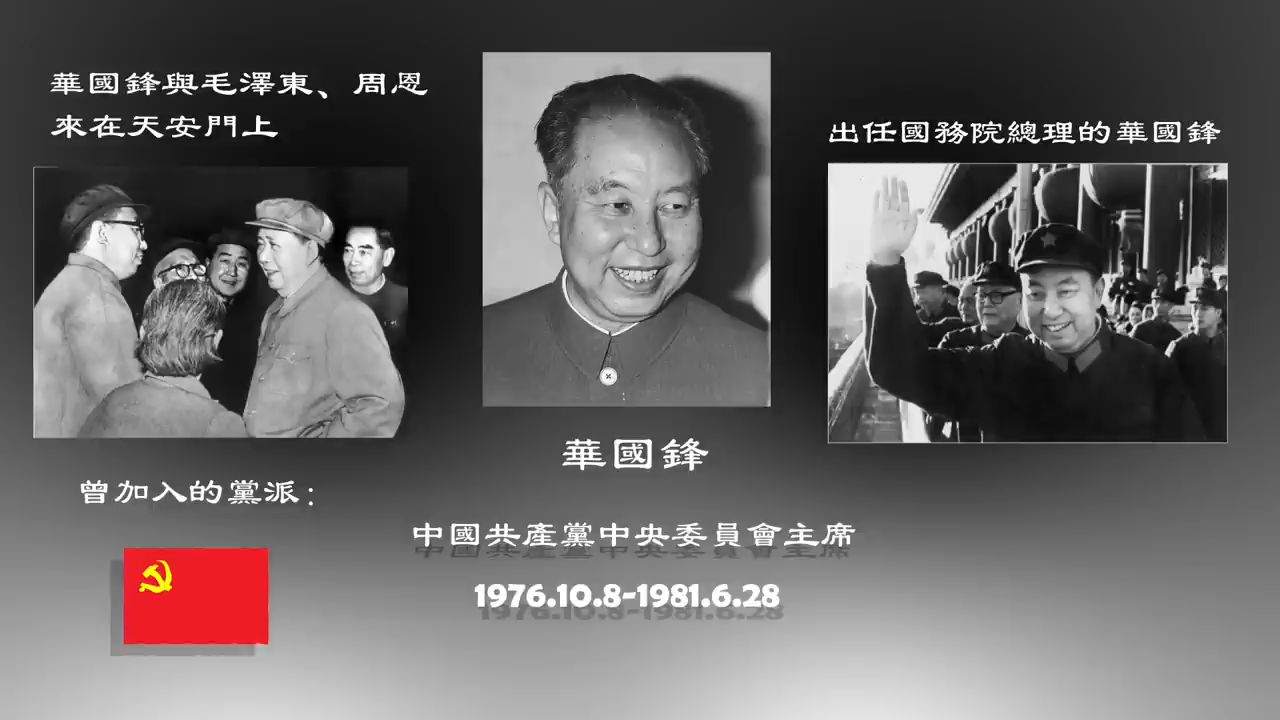 華國鋒與毛澤東、周恩
來在天安門上
出任國務院總理的華國鋒
華國鋒
曾加入的黨派：
中國共產黨中央委員會主席
1976.10.8-1981.6.28